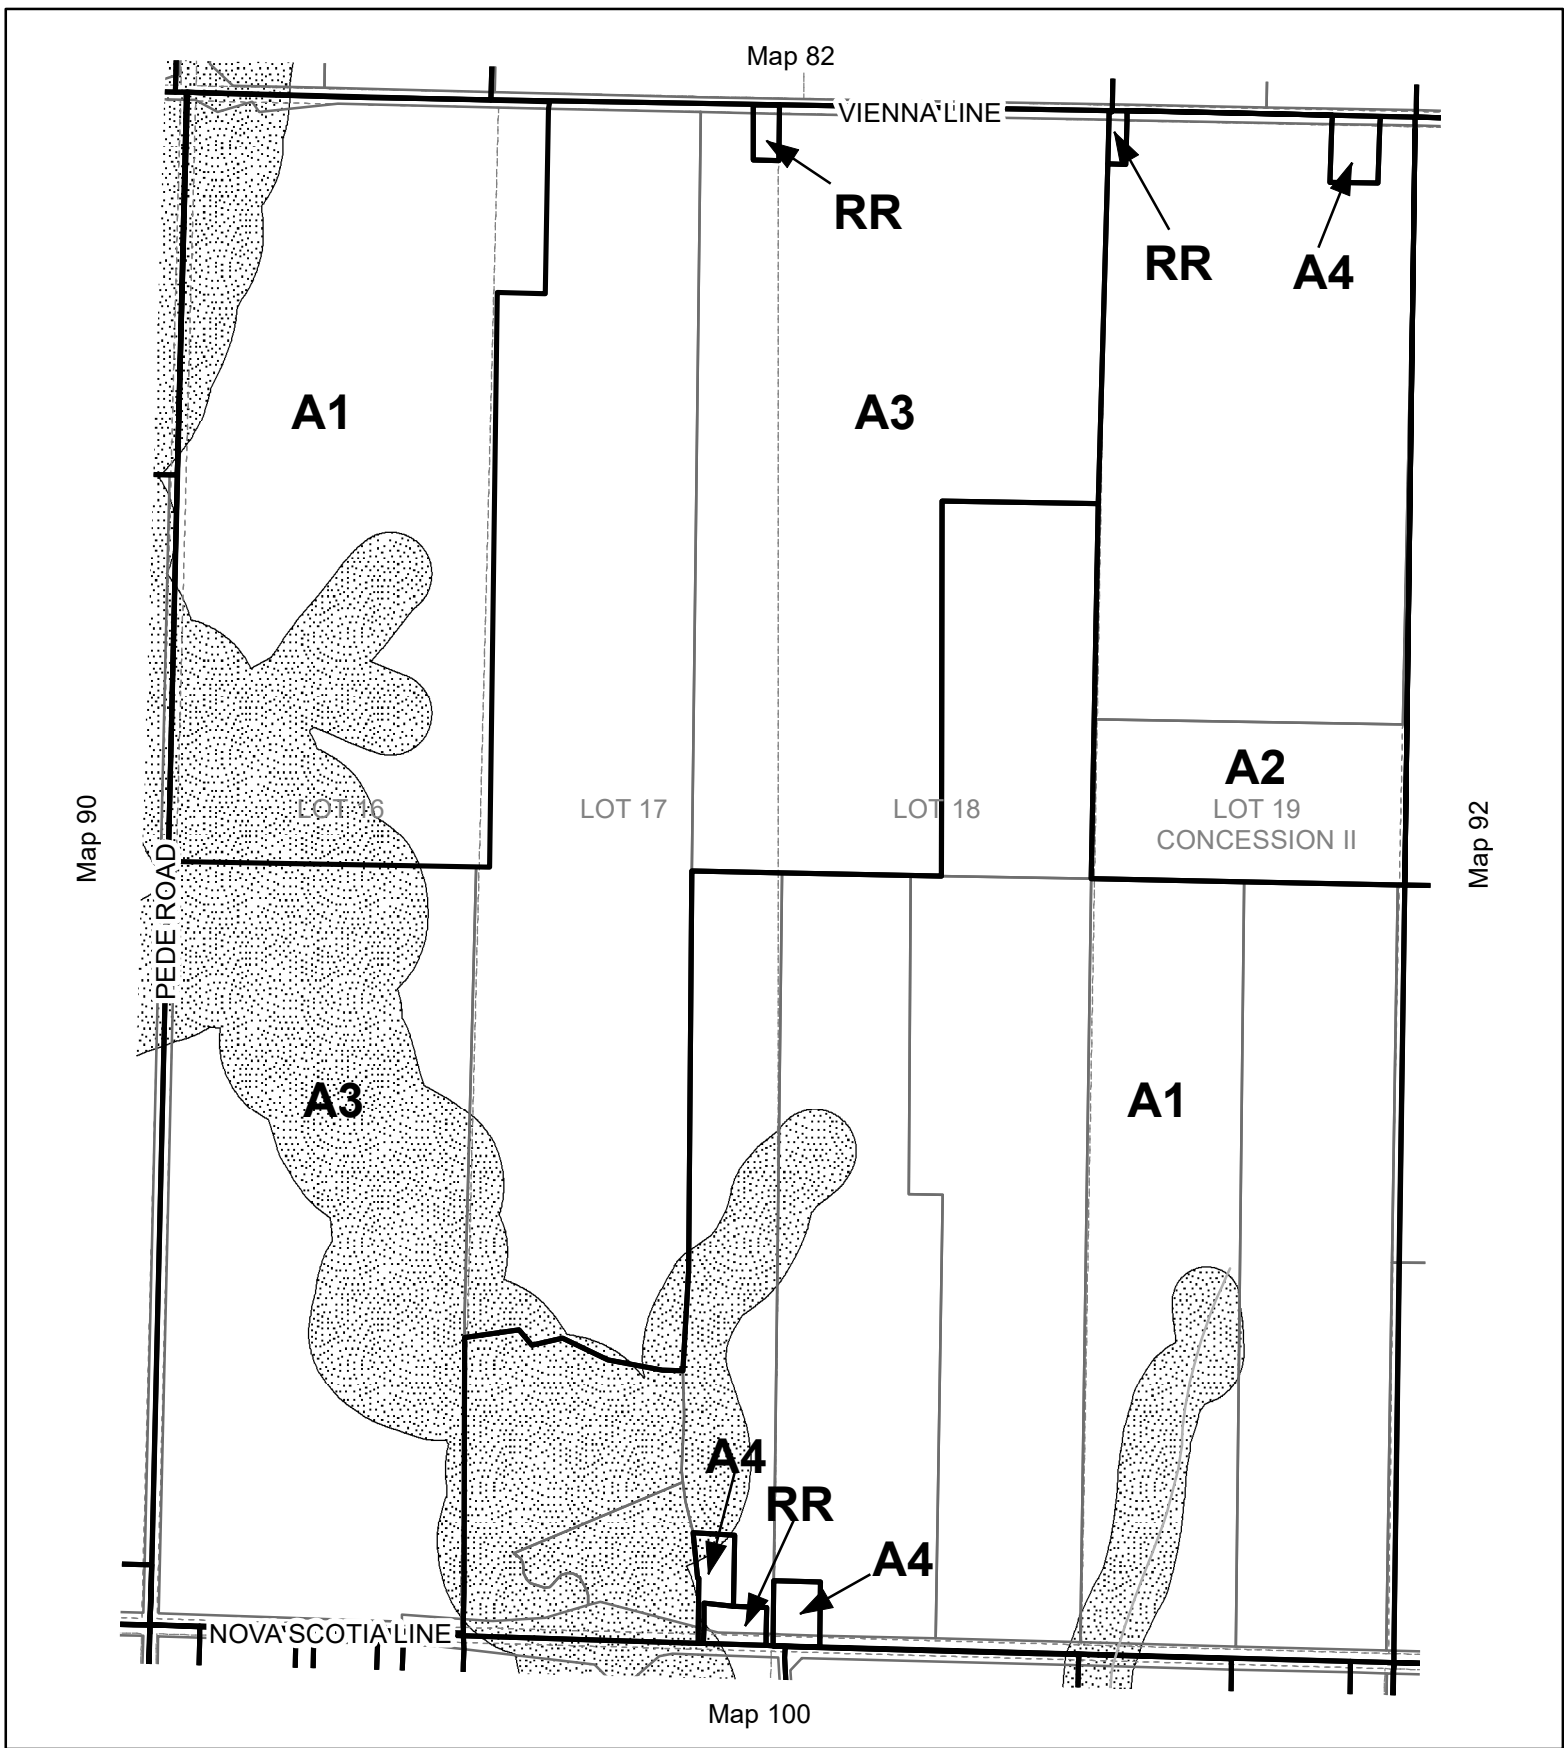 Map 82
VIENNA LINE
RR
RR
A4
A1
A3
A2
LOT 16
LOT 17
LOT 18
LOT 19
CONCESSION II
Map 90
Map 92
PEDE ROAD
A3
A1
A4
RR
A4
NOVA SCOTIA LINE
Map 100